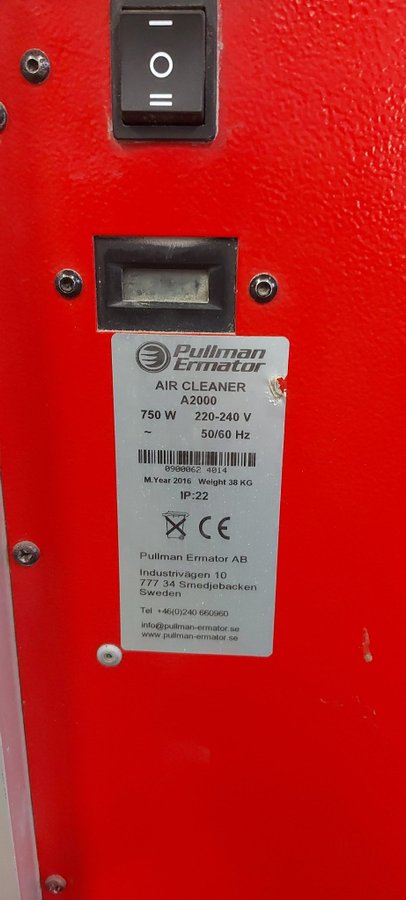 I
O
II
Pullman
Ermator
AIR CLEANER
A2000
750 W 220-240 V
~ 50/60 Hz
0900062 4014
M.Year 2016 Weight 38 KG
IP:22
CE
Pullman Ermator AB
Industrivägen 10
777 34 Smedjebacken
Sweden
Tel +46(0)240 660960
info@pullman-ermator.se
www.pullman-ermator.se